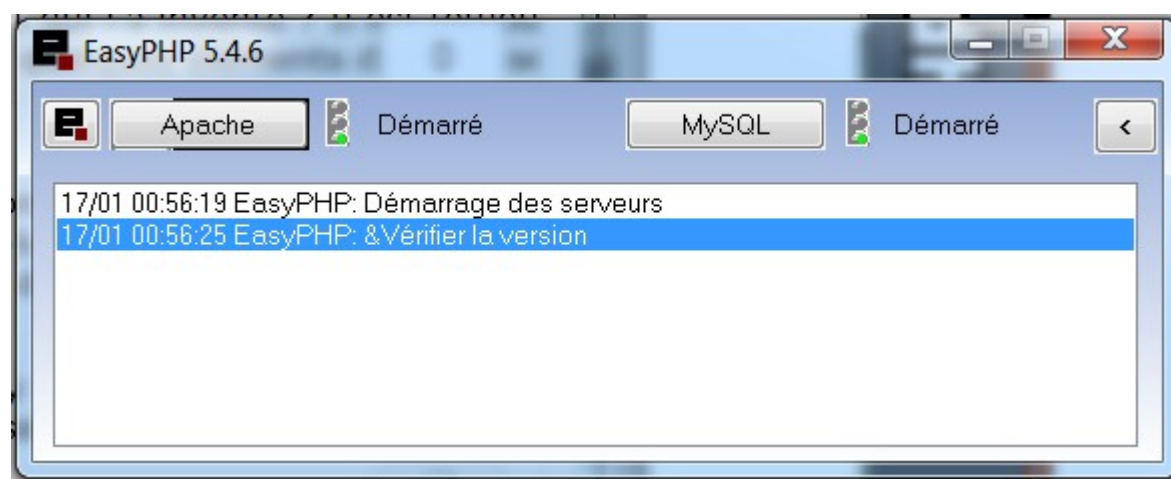 EasyPHP 5.4.6
Apache Démarré MySQL Démarré <
17/01 00:56:19 EasyPHP: Démarrage des serveurs
17/01 00:56:25 EasyPHP: &Vérifier la version